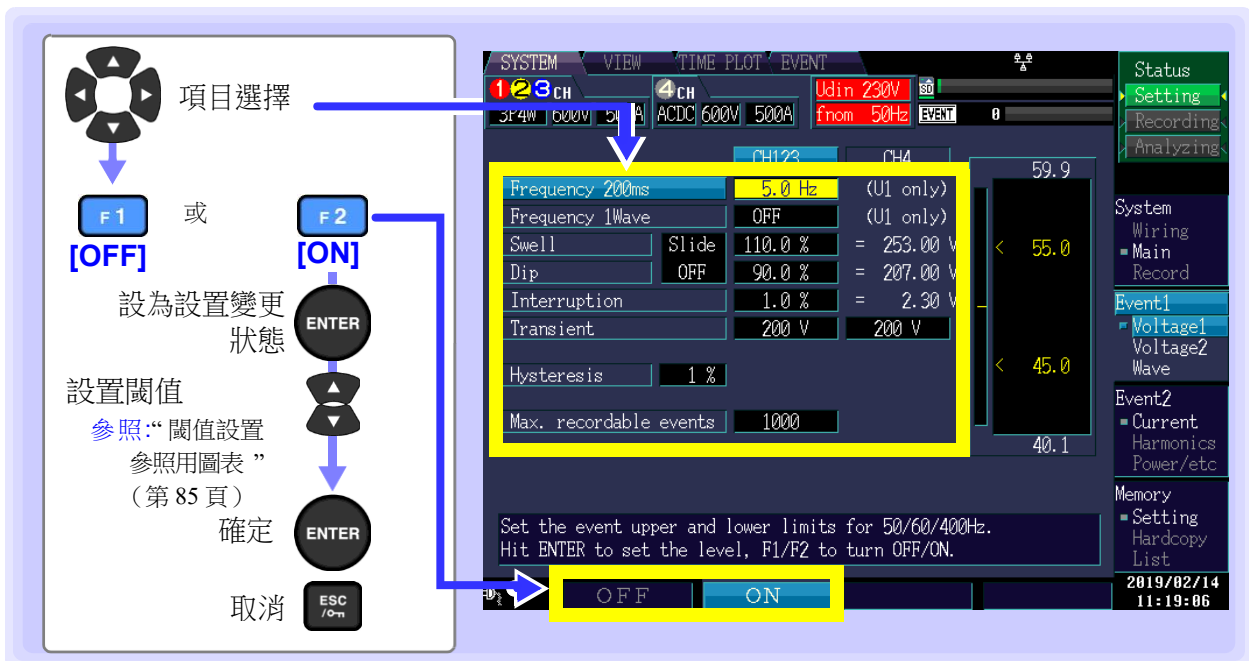 項目選擇
F 1
或
F 2
[OFF]
[ON]
設為設置變更
狀態
ENTER
設置閾值
參照:“ 閾值設置
參照用圖表 ”
（第 85 頁）
確定
ENTER
取消
ESC
SYSTEM VIEW TIME PLOT EVENT
123CH 4CH Udin 230V SD
3P4W 600V ACDC 600V 500A fnom 50Hz EVENT 0
CH123 CH4
Frequency 200ms 5.0 Hz (U1 only)
Frequency 1Wave OFF (U1 only)
Swell Slide 110.0 % = 253.00 V
Dip OFF 90.0 % = 207.00 V
Interruption 1.0 % = 2.30 V
Transient 200 V 200 V
Hysteresis 1 %
Max. recordable events 1000
59.9
< 55.0
< 45.0
40.1
Set the event upper and lower limits for 50/60/400Hz.
Hit ENTER to set the level, F1/F2 to turn OFF/ON.
OFF ON
Status
Setting
Recording
Analyzing
System
Wiring
Main
Record
Event1
Voltage1
Voltage2
Wave
Event2
Current
Harmonics
Power/etc
Memory
Setting
Hardcopy
List
2019/02/14
11:19:06